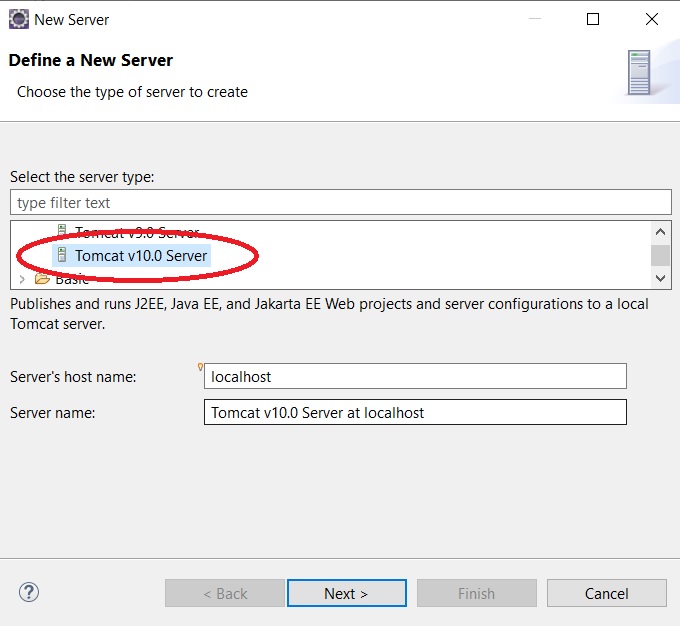 New Server
Define a New Server
Choose the type of server to create
Select the server type:
type filter text
Tomcat v9.0 Server
Tomcat v10.0 Server
Basic
Publishes and runs J2EE, Java EE, and Jakarta EE Web projects and server configurations to a local
Tomcat server.
Server's host name:
localhost
Server name:
Tomcat v10.0 Server at localhost
?
< Back
Next >
Finish
Cancel